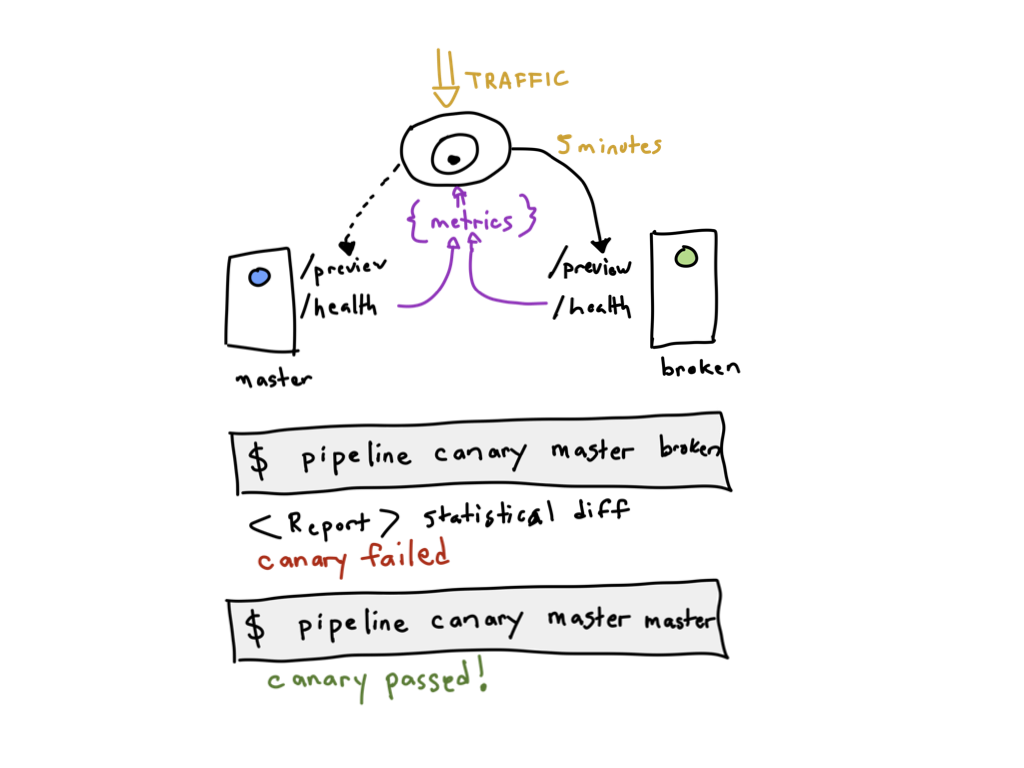 TRAFFIC
5 minutes
{metrics}
/preview
/health
/preview
/health
master
broken
$ pipeline canary master broken
<Report> statistical diff
canary failed
$ pipeline canary master master
canary passed!